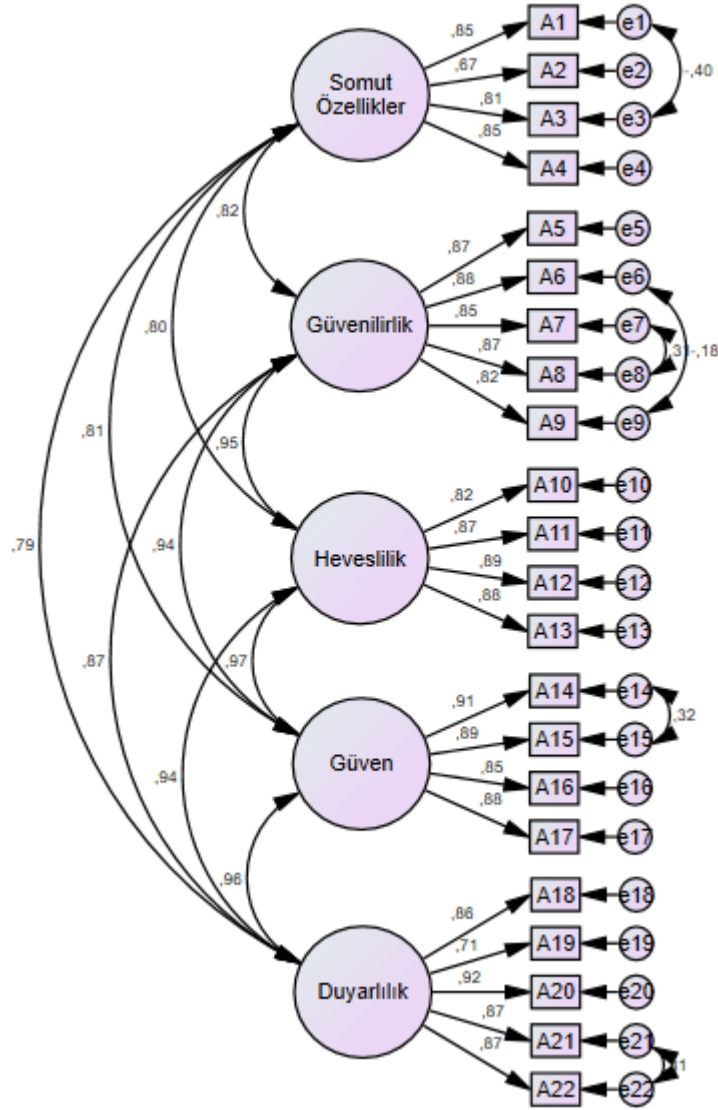 ,85
A1
e1
,67
A2
e2
-,40
Somut
Özellikler
,81
A3
e3
,85
A4
e4
,82
,87
A5
e5
,88
A6
e6
,80
Güvenilirlik
,85
A7
e7
,87
A8
e8
-,18
,82
A9
e9
,81
,95
,82
A10
e10
,87
A11
e11
,79
,94
Heveslilik
,89
A12
e12
,88
A13
e13
,87
,97
,91
A14
e14
,89
A15
e15
,32
Güven
,94
,85
A16
e16
,88
A17
e17
,96
,86
A18
e18
,71
A19
e19
Duyarlılık
,92
A20
e20
,87
A21
e21
,87
A22
e22